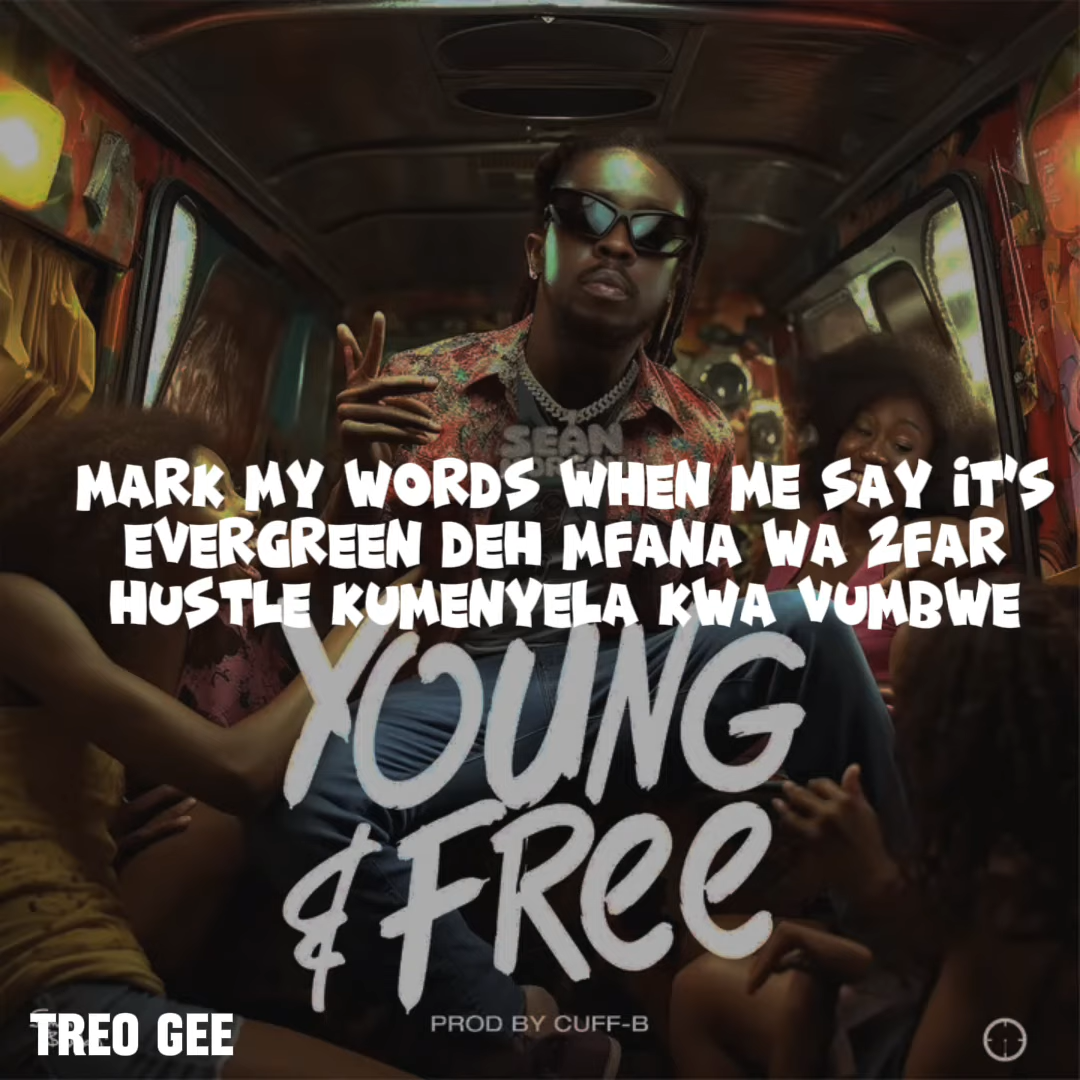 SEAN
MARK MY WORDS WHEN ME SAY iT'S
EVERGREEN DEH MFANA WA 2FAR
HUSTLE KUMENYELA KWA VUMBWE
YOUNG
& FRee
PROD BY CUFF-B
TREO GEE